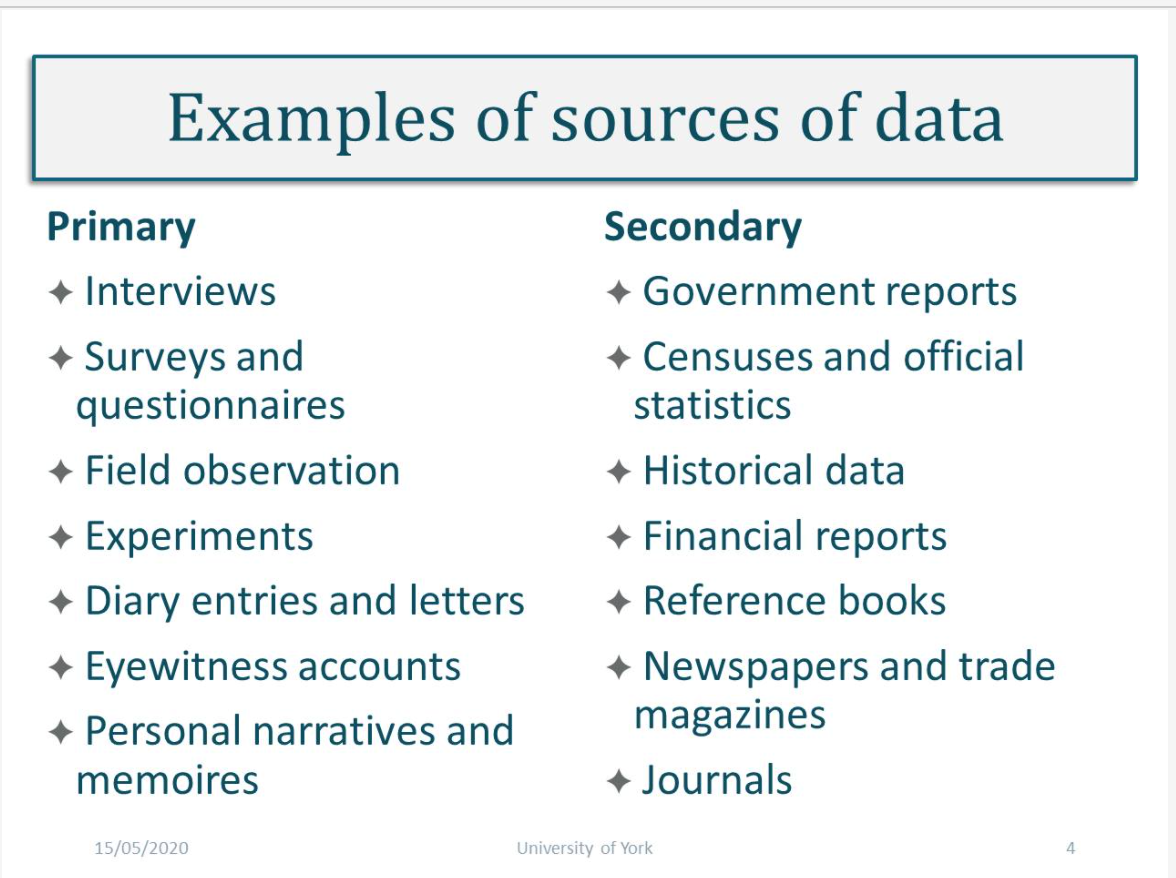 Examples of sources of data
Primary
✦ Interviews
✦ Surveys and
questionnaires
✦ Field observation
✦ Experiments
✦ Diary entries and letters
✦ Eyewitness accounts
✦ Personal narratives and
memoires
Secondary
✦ Government reports
✦ Censuses and official
statistics
✦ Historical data
✦ Financial reports
✦ Reference books
✦ Newspapers and trade
magazines
✦ Journals
15/05/2020
University of York
4